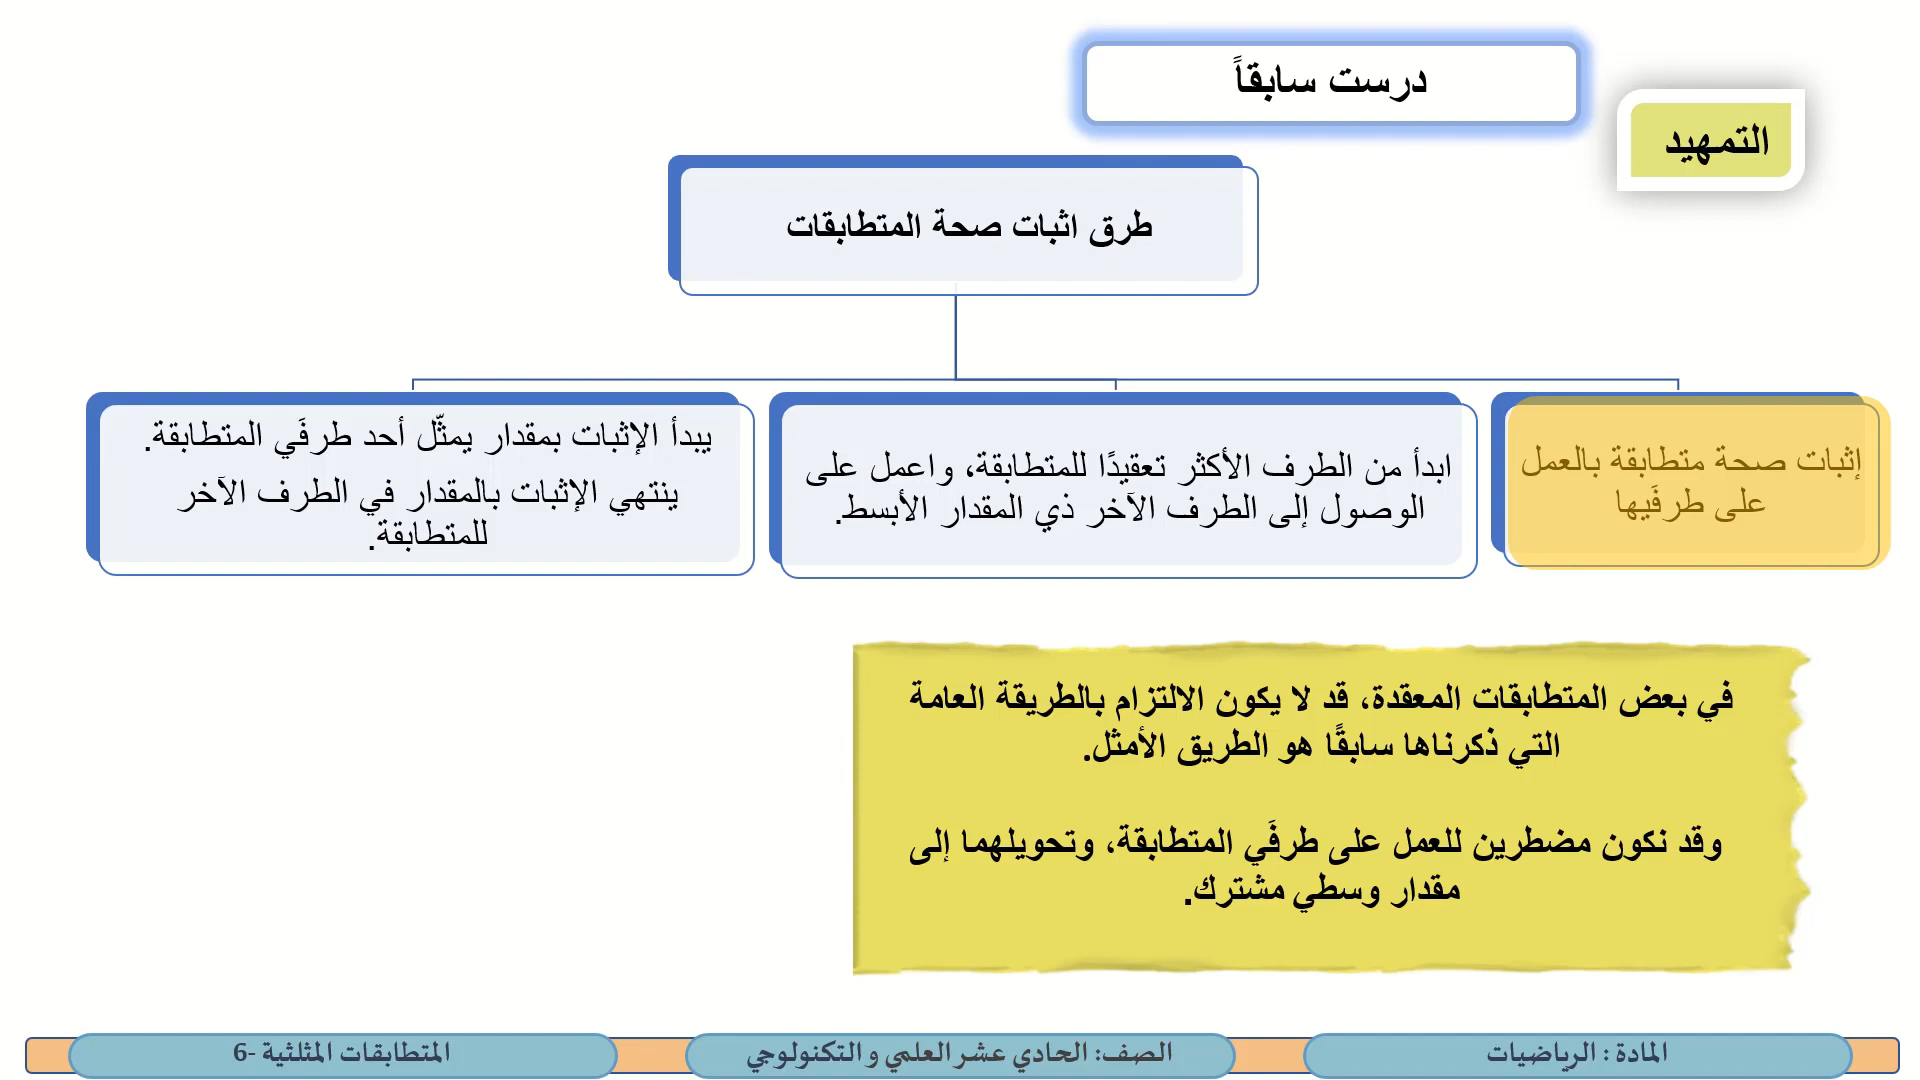 درست سابقاً
التمهيد
طرق اثبات صحة المتطابقات
إثبات صحة متطابقة بالعمل
على طرفَيها
ابدأ من الطرف الأكثر تعقيدًا للمتطابقة، واعمل على
الوصول إلى الطرف الآخر ذي المقدار الأبسط.
يبدأ الإثبات بمقدار يمثّل أحد طرفَي المتطابقة.
ينتهي الإثبات بالمقدار في الطرف الآخر
للمتطابقة.
في بعض المتطابقات المعقدة، قد لا يكون الالتزام بالطريقة العامة
التي ذكرناها سابقًا هو الطريق الأمثل.
وقد نكون مضطرين للعمل على طرفَي المتطابقة، وتحويلهما إلى
مقدار وسطي مشترك.
المادة : الرياضيات
الصف: الحادي عشر العلمي و التكنولوجي
المتطابقات المثلثية -6